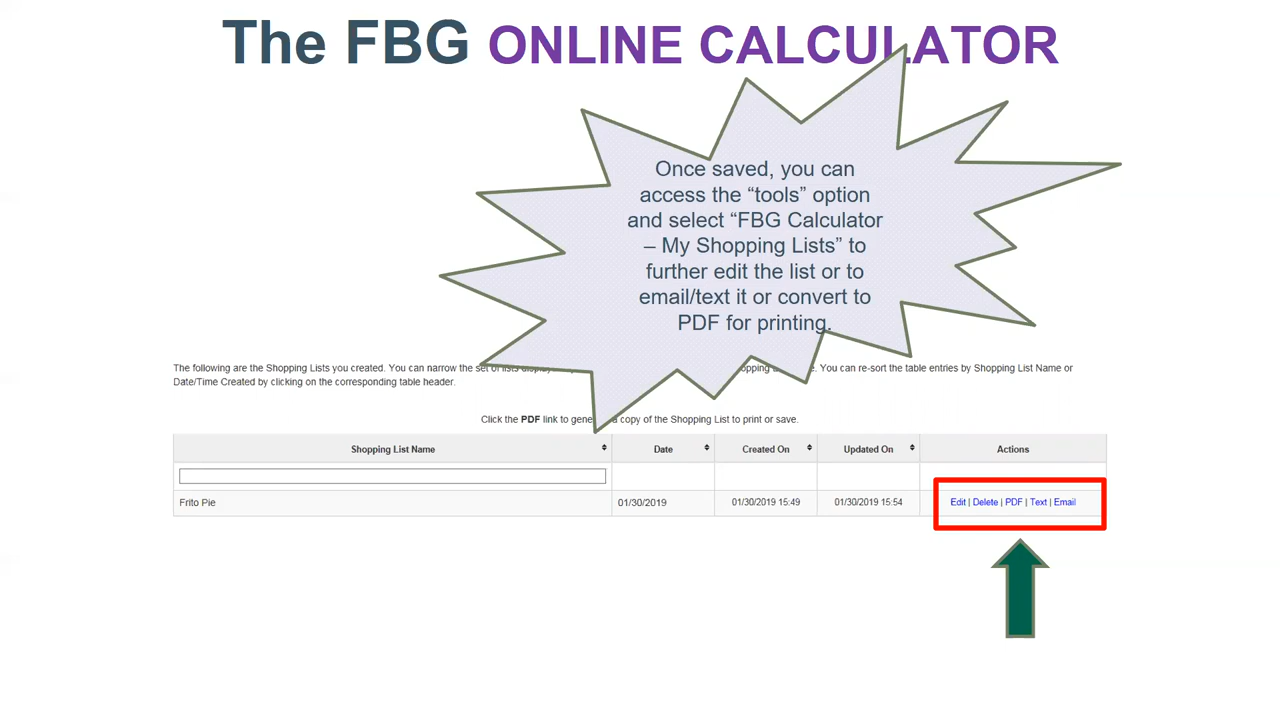 The FBG ONLINE CALCULATOR
Once saved, you can
access the “tools” option
and select “FBG Calculator
– My Shopping Lists” to
further edit the list or to
email/text it or convert to
PDF for printing.
The following are the Shopping Lists you created. You can narrow the set of lists You can re-sort the table entries by Shopping List Name or
Date/Time Created by clicking on the corresponding table header.
Click the PDF link to copy of the Shopping List to print or save.
Shopping List Name Date Created On Updated On Actions
Frito Pie 01/30/2019 01/30/2019 15:49 01/30/2019 15:54 Edit | Delete | PDF | Text | Email